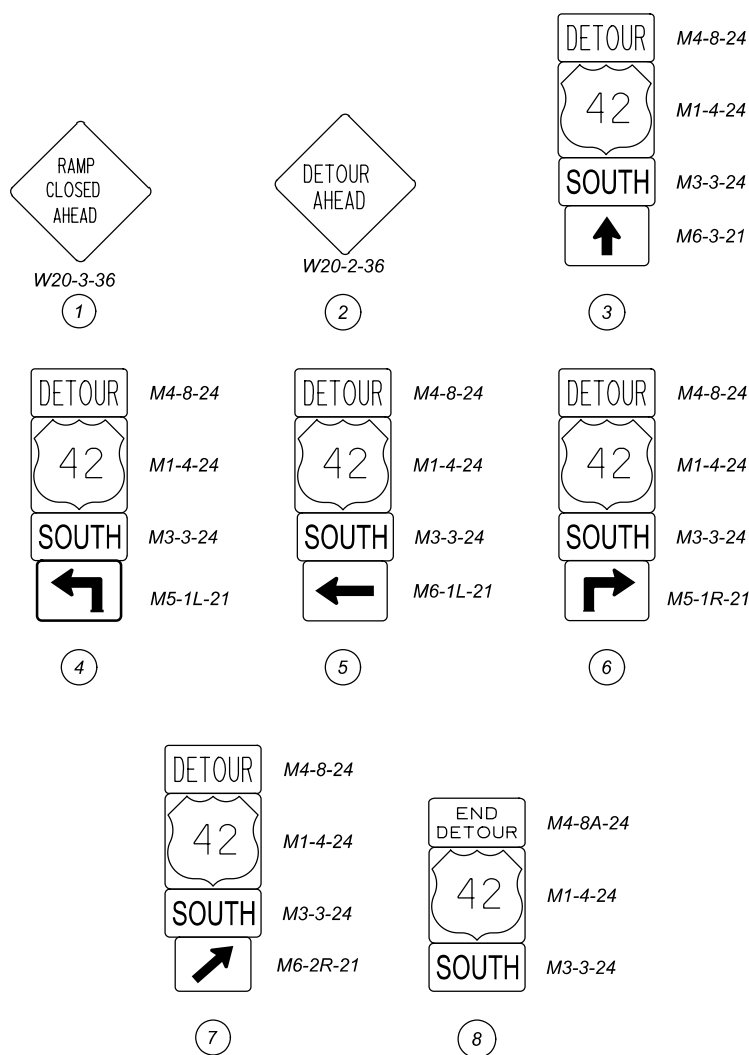 RAMP
CLOSED
AHEAD
W20-3-36
1
DETOUR
AHEAD
W20-2-36
2
DETOUR M4-8-24
42 M1-4-24
SOUTH M3-3-24
M6-3-21
3
DETOUR M4-8-24
42 M1-4-24
SOUTH M3-3-24
M5-1L-21
4
DETOUR M4-8-24
42 M1-4-24
SOUTH M3-3-24
M6-1L-21
5
DETOUR M4-8-24
42 M1-4-24
SOUTH M3-3-24
M5-1R-21
6
DETOUR M4-8-24
42 M1-4-24
SOUTH M3-3-24
M6-2R-21
7
END
DETOUR M4-8A-24
42 M1-4-24
SOUTH M3-3-24
8